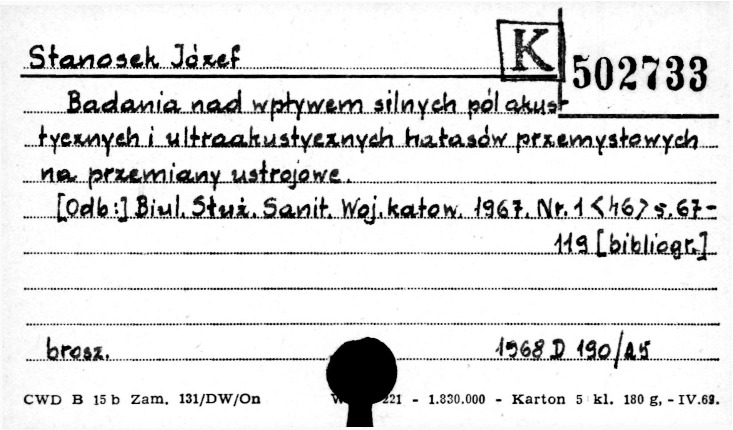 Stanosek Józef
K
502733
Badania nad wpływem silnych pól akus-
tycznych i ultraakustycznych hałasów przemysłowych
na przemiany ustrojowe.
[Odb:] Biul. Służ. Sanit. Woj. katow. 1967. Nr. 1 <46> s. 67-
119 [bibliogr.]
brosz.
1968 D 190/25
CWD B 15 b Zam. 131/DW/On
221 - 1.830.000 - Karton 5 kl. 180 g, - IV.68.